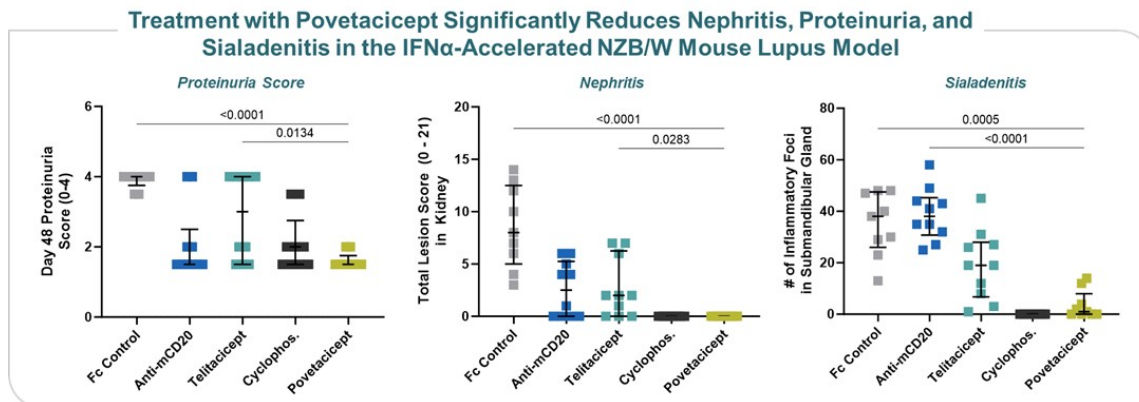 Treatment with Povetacicept Significantly Reduces Nephritis, Proteinuria, and
Sialadenitis in the IFNα-Accelerated NZB/W Mouse Lupus Model
Proteinuria Score
Day 48 Proteinuria
Score (0-4)
6
4
2
0
<0.0001
0.0134
Fc Control
Anti-mCD20
Telitacicept
Cyclophos.
Povetacicept
Nephritis
Total Lesion Score (0 - 21)
in Kidney
20
15
10
5
0
<0.0001
0.0283
Fc Control
Anti-mCD20
Telitacicept
Cyclophos.
Povetacicept
Sialadenitis
# of Inflammatory Foci
in Submandibular Gland
80
60
40
20
0
0.0005
<0.0001
Fc Control
Anti-mCD20
Telitacicept
Cyclophos.
Povetacicept